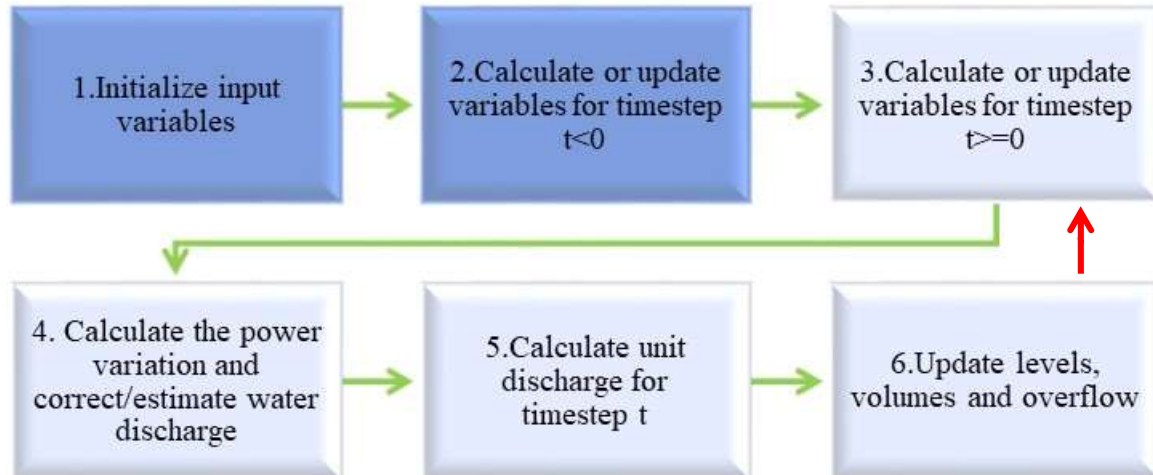 1.Initialize input
variables
2.Calculate or update
variables for timestep
t<0
3.Calculate or update
variables for timestep
t>=0
4. Calculate the power
variation and
correct/estimate water
discharge
5.Calculate unit
discharge for
timestep t
6.Update levels,
volumes and overflow